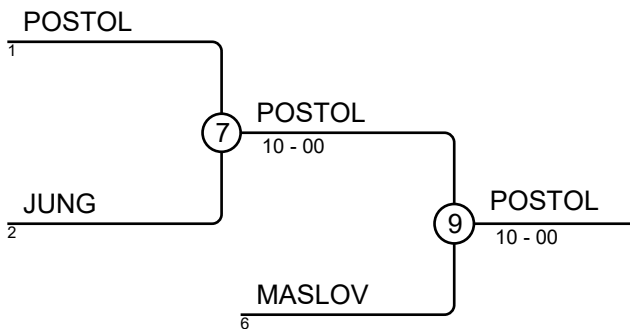 POSTOL
1
7
POSTOL
10 - 00
JUNG
2
9
POSTOL
10 - 00
MASLOV
6